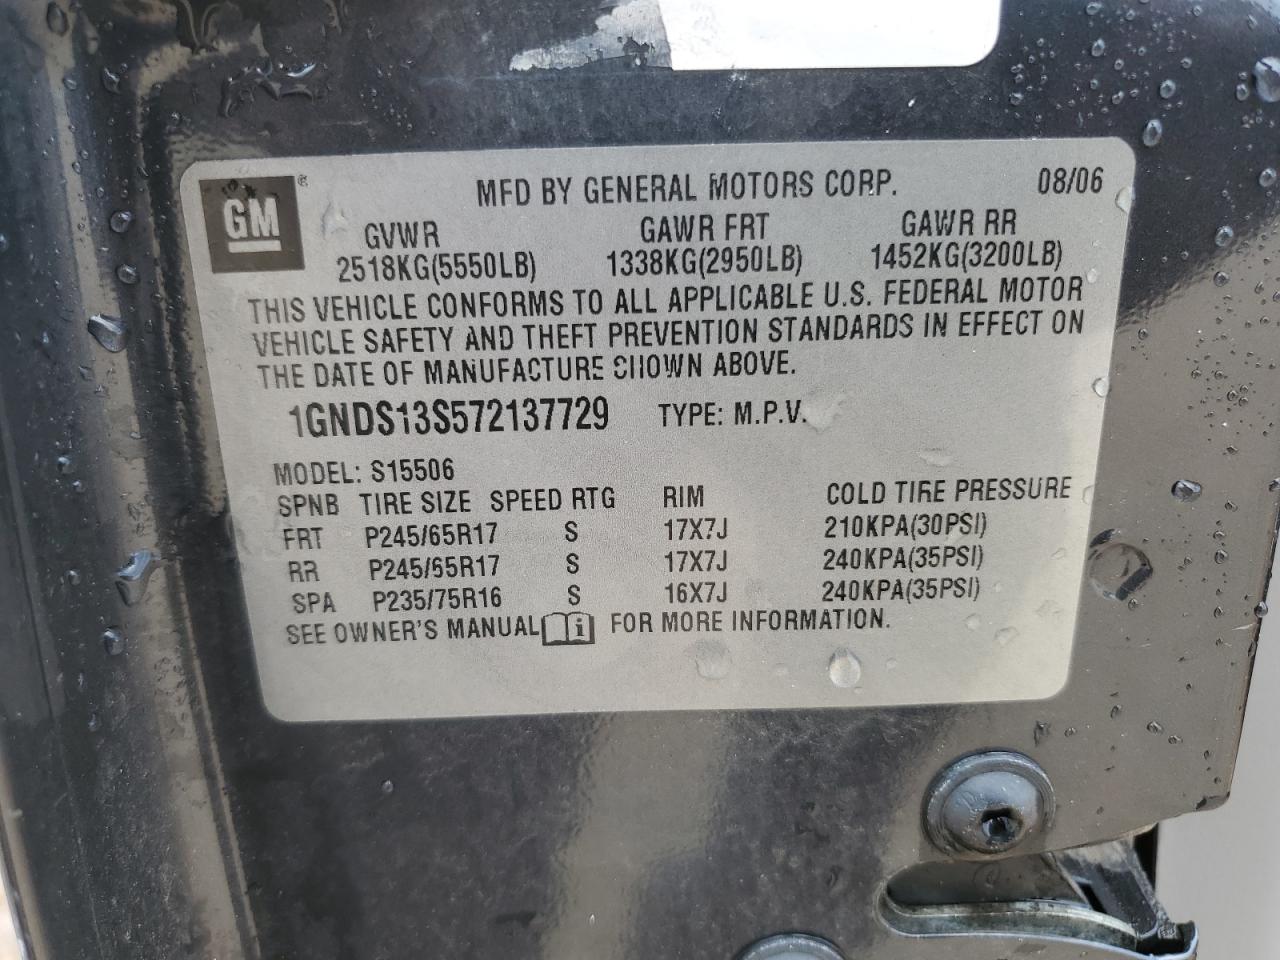 GM ®
MFD BY GENERAL MOTORS CORP. 08/06
GVWR GAWR FRT GAWR RR
2518KG(5550LB) 1338KG(2950LB) 1452KG(3200LB)
THIS VEHICLE CONFORMS TO ALL APPLICABLE U.S. FEDERAL MOTOR
VEHICLE SAFETY AND THEFT PREVENTION STANDARDS IN EFFECT ON
THE DATE OF MANUFACTURE SHOWN ABOVE.
1GNDS13S572137729 TYPE: M.P.V.
MODEL: S15506
SPNB TIRE SIZE SPEED RTG RIM COLD TIRE PRESSURE
FRT P245/65R17 S 17X7J 210KPA(30PSI)
RR P245/65R17 S 17X7J 240KPA(35PSI)
SPA P235/75R16 S 16X7J 240KPA(35PSI)
SEE OWNER'S MANUAL i FOR MORE INFORMATION.